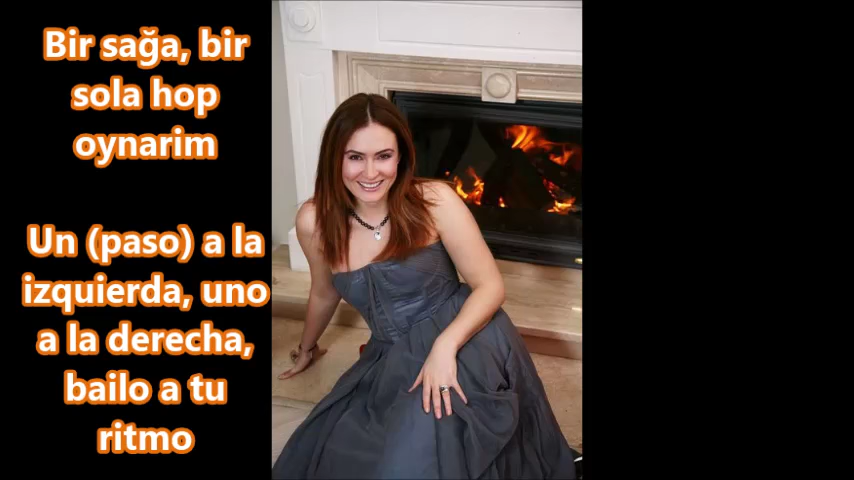 Bir sağa, bir
sola hop
oynarim
Un (paso) a la
izquierda, uno
a la derecha,
bailo a tu
ritmo